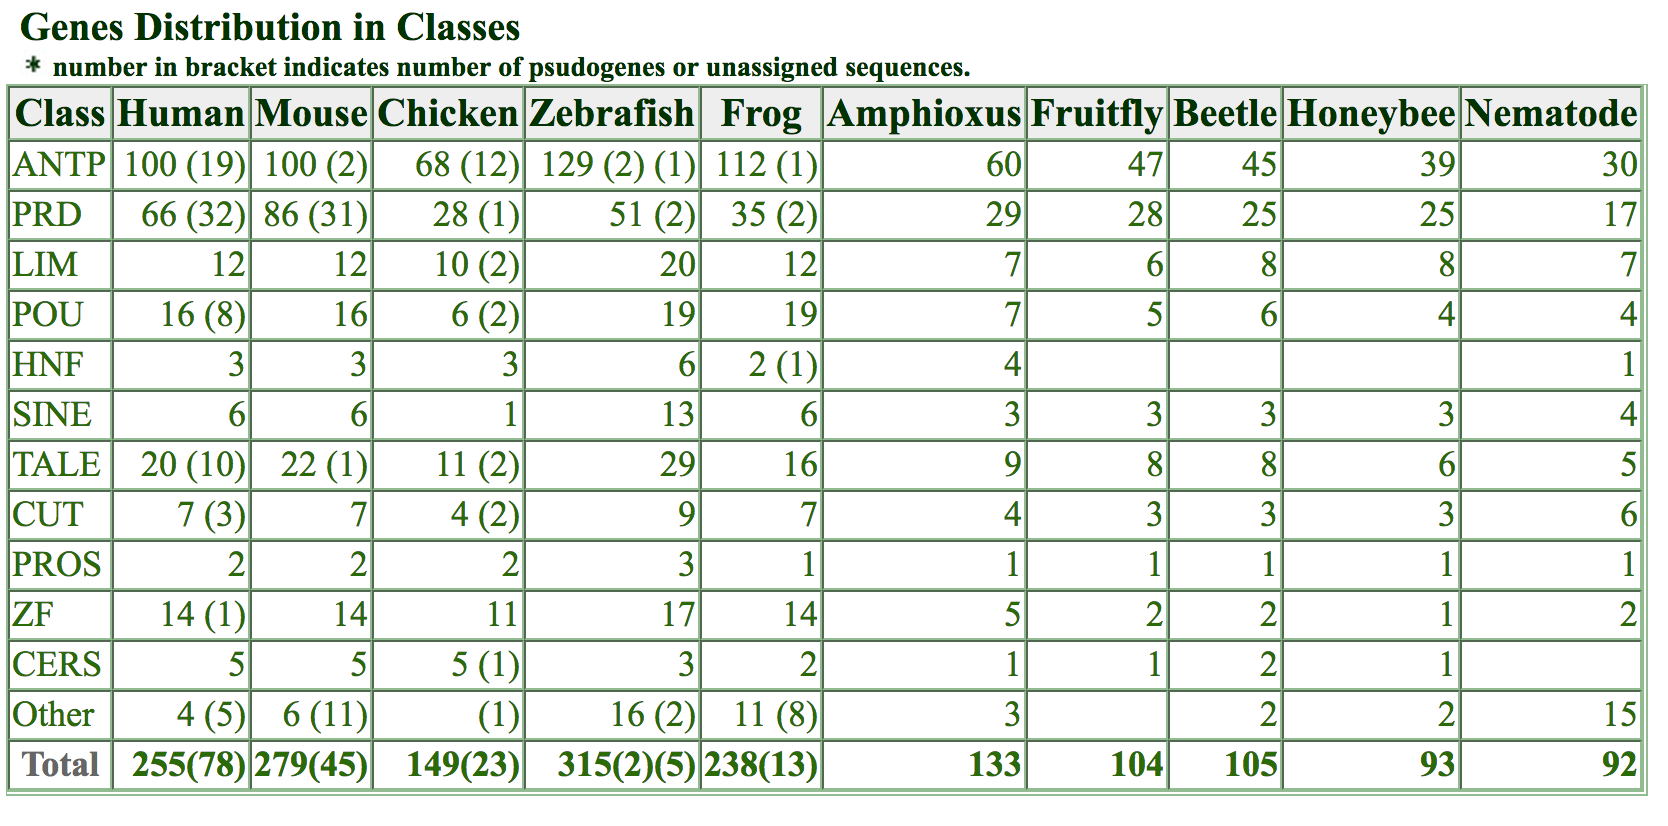 Genes Distribution in Classes
* number in bracket indicates number of psudogenes or unassigned sequences.
Class Human Mouse Chicken Zebrafish Frog Amphioxus Fruitfly Beetle Honeybee Nematode
ANTP 100 (19) 100 (2) 68 (12) 129 (2) (1) 112 (1) 60 47 45 39 30
PRD 66 (32) 86 (31) 28 (1) 51 (2) 35 (2) 29 28 25 25 17
LIM 12 12 10 (2) 20 12 7 6 8 8 7
POU 16 (8) 16 6 (2) 19 19 7 5 6 4 4
HNF 3 3 3 6 2 (1) 4 1
SINE 6 6 1 13 6 3 3 3 3 4
TALE 20 (10) 22 (1) 11 (2) 29 16 9 8 8 6 5
CUT 7 (3) 7 4 (2) 9 7 4 3 3 3 6
PROS 2 2 2 3 1 1 1 1 1 1
ZF 14 (1) 14 11 17 14 5 2 2 1 2
CERS 5 5 5 (1) 3 2 1 1 2 1
Other 4 (5) 6 (11) (1) 16 (2) 11 (8) 3 2 2 15
Total 255(78) 279(45) 149(23) 315(2)(5) 238(13) 133 104 105 93 92